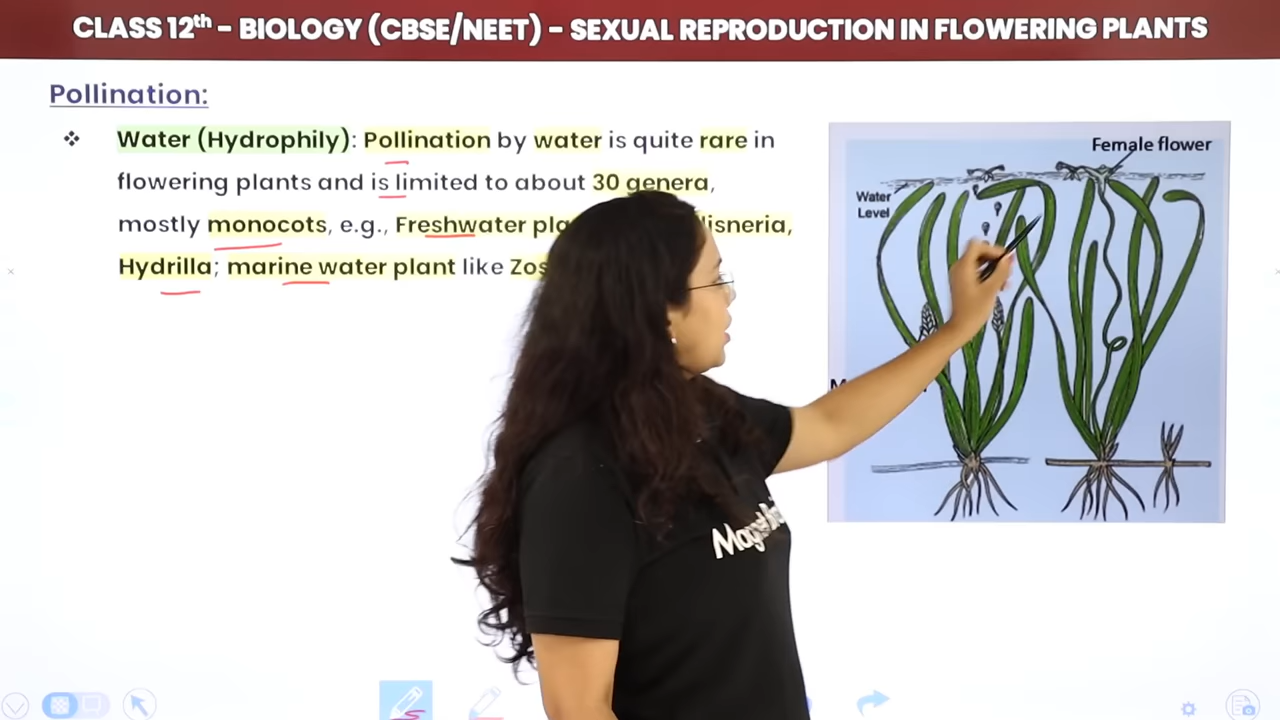 CLASS 12th – BIOLOGY (CBSE/NEET) – SEXUAL REPRODUCTION IN FLOWERING PLANTS
Pollination:
❖ Water (Hydrophily): Pollination by water is quite rare in
flowering plants and is limited to about 30 genera,
mostly monocots, e.g., Freshwater
Hydrilla; marine water plant like
Female flower
Water
Level